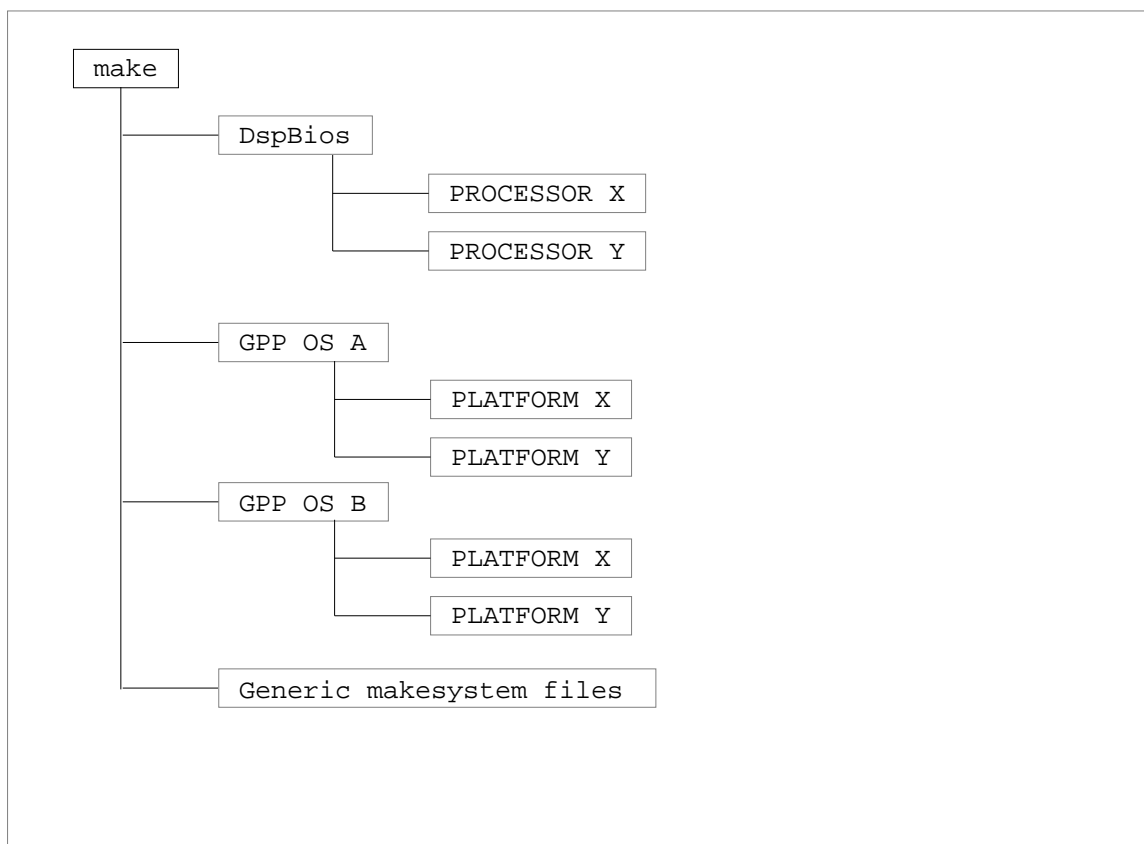 make
DspBios
PROCESSOR X
PROCESSOR Y
GPP OS A
PLATFORM X
PLATFORM Y
GPP OS B
PLATFORM X
PLATFORM Y
Generic makesystem files